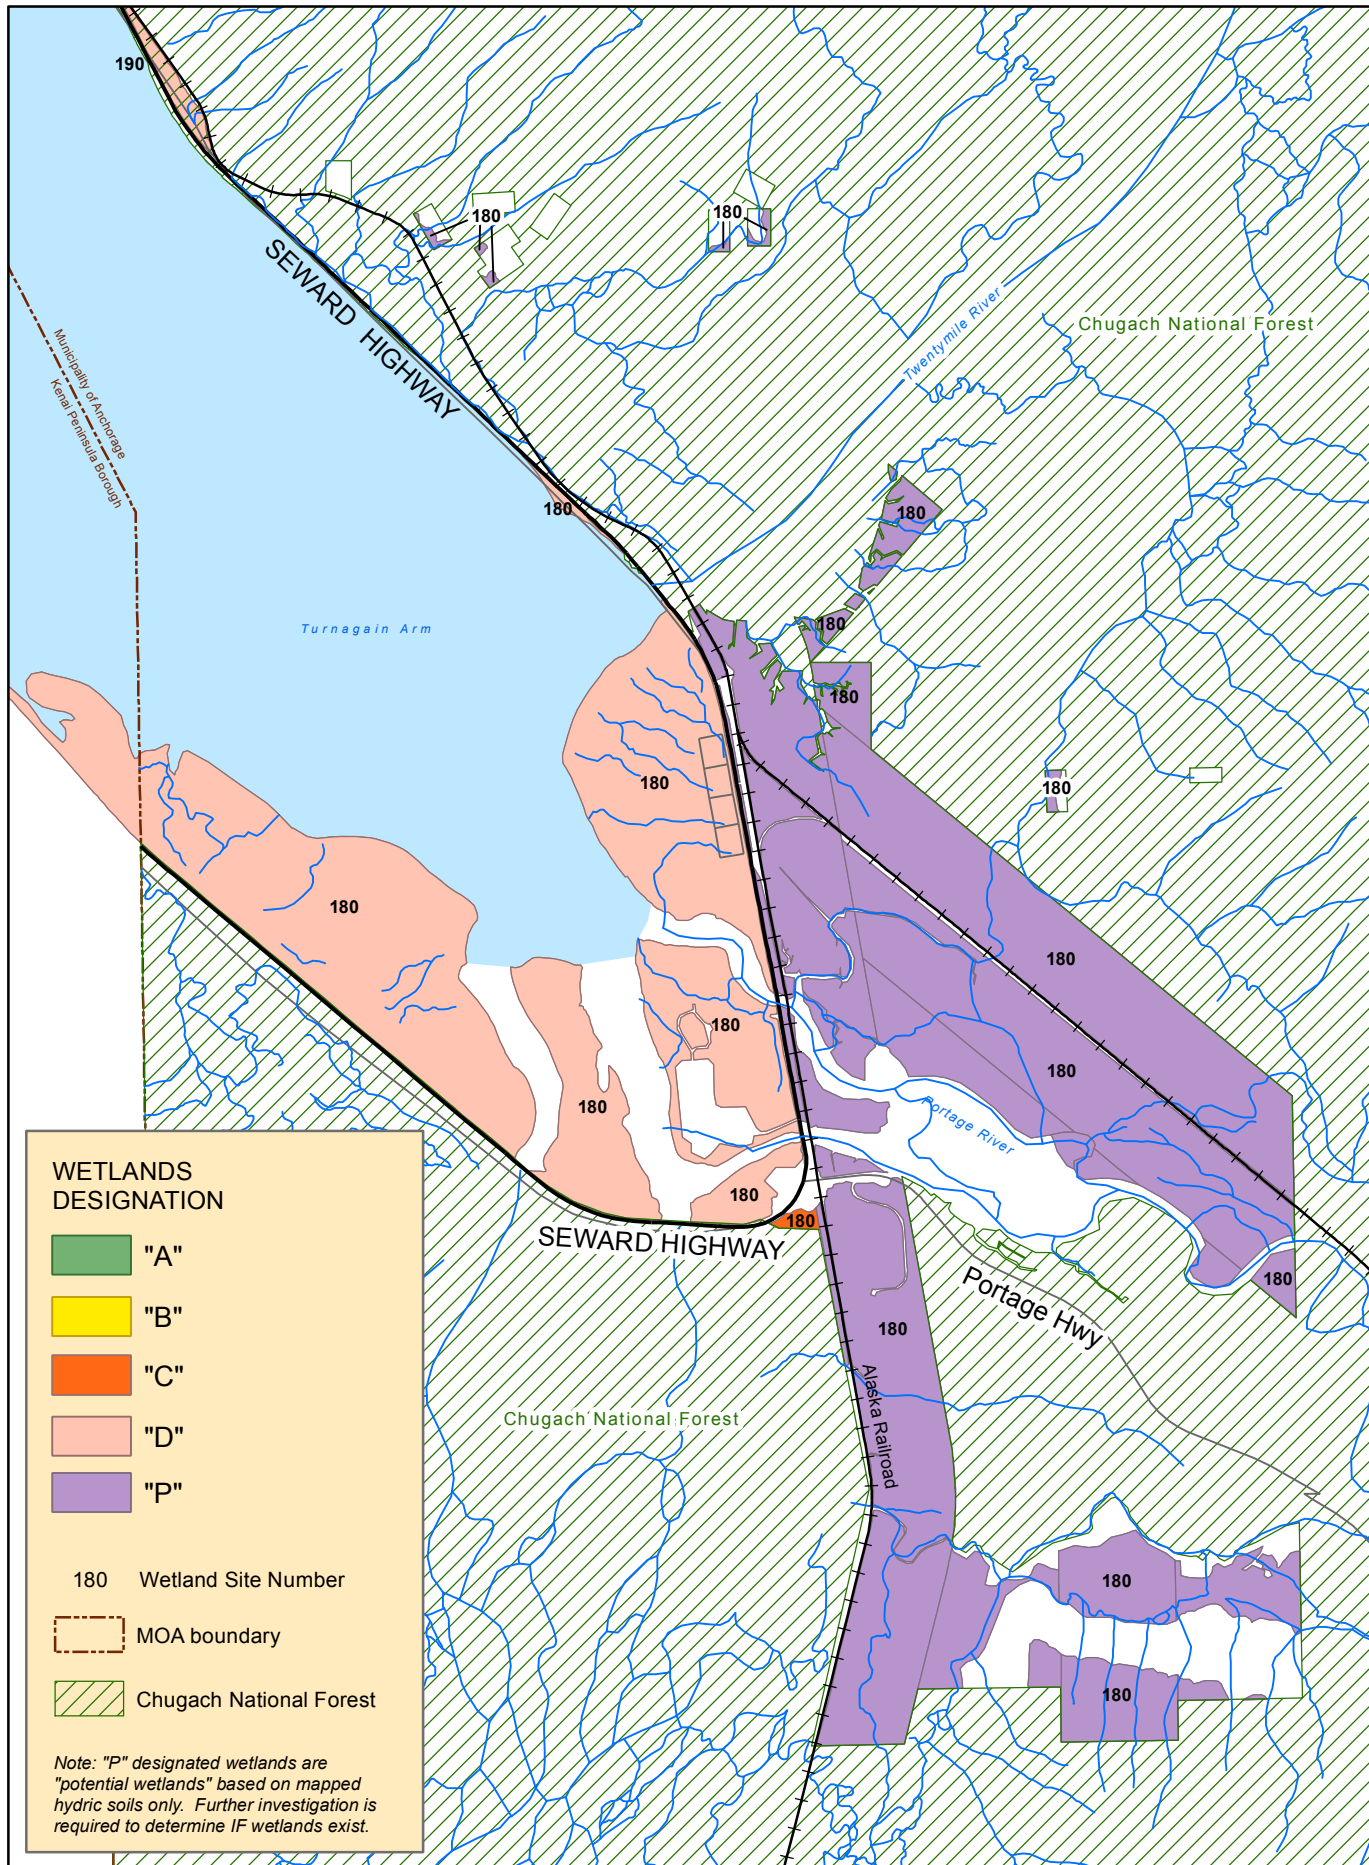 190
180
180
SEWARD HIGHWAY
Municipality of Anchorage
Kenai Peninsula Borough
Twentymile River
Chugach National Forest
180
180
Turnagain Arm
180
180
180
180
180
180
180
180
180
180
Portage River
180
180
180
SEWARD HIGHWAY
180
Portage Hwy
180
Alaska Railroad
Chugach National Forest
180
180
WETLANDS
DESIGNATION
"A"
"B"
"C"
"D"
"P"
180 Wetland Site Number
MOA boundary
Chugach National Forest
Note: "P" designated wetlands are
"potential wetlands" based on mapped
hydric soils only. Further investigation is
required to determine IF wetlands exist.